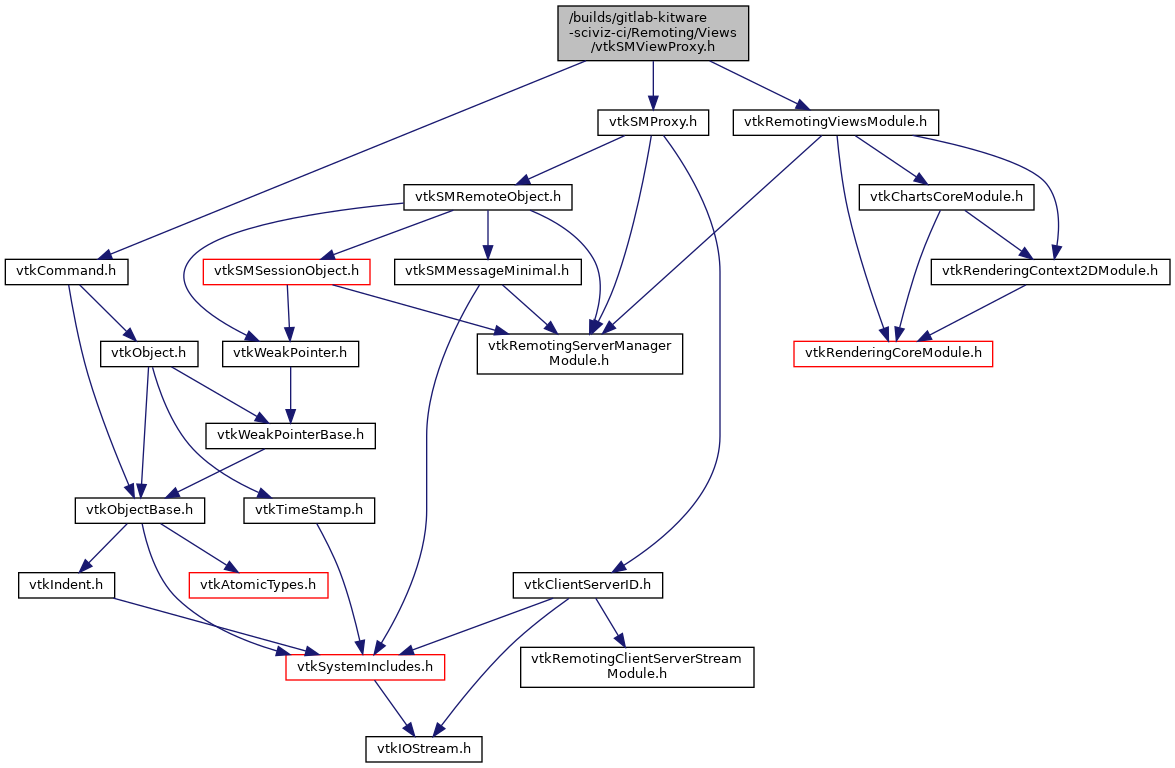 /builds/gitlab-kitware
-sciviz-ci/Remoting/Views
/vtkSMViewProxy.h
vtkSMProxy.h
vtkRemotingViewsModule.h
vtkSMRemoteObject.h
vtkChartsCoreModule.h
vtkCommand.h
vtkSMSessionObject.h
vtkSMMessageMinimal.h
vtkRenderingContext2DModule.h
vtkObject.h
vtkWeakPointer.h
vtkRemotingServerManager
Module.h
vtkRenderingCoreModule.h
vtkWeakPointerBase.h
vtkObjectBase.h
vtkTimeStamp.h
vtkIndent.h
vtkAtomicTypes.h
vtkClientServerID.h
vtkSystemIncludes.h
vtkRemotingClientServerStream
Module.h
vtkIOStream.h